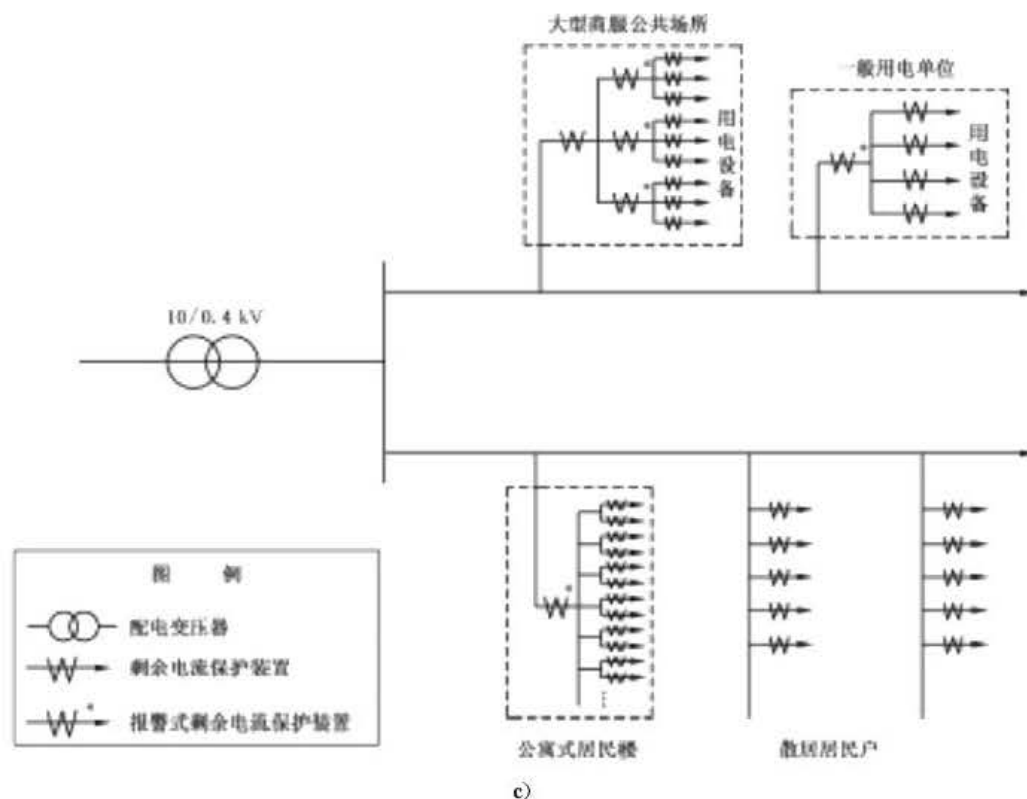 大型商服公共场所
一般用电单位
用电设备
用电设备
10/0.4 kV
图 例
配电变压器
剩余电流保护装置
报警式剩余电流保护装置
公寓式居民楼
散居居民户
c)